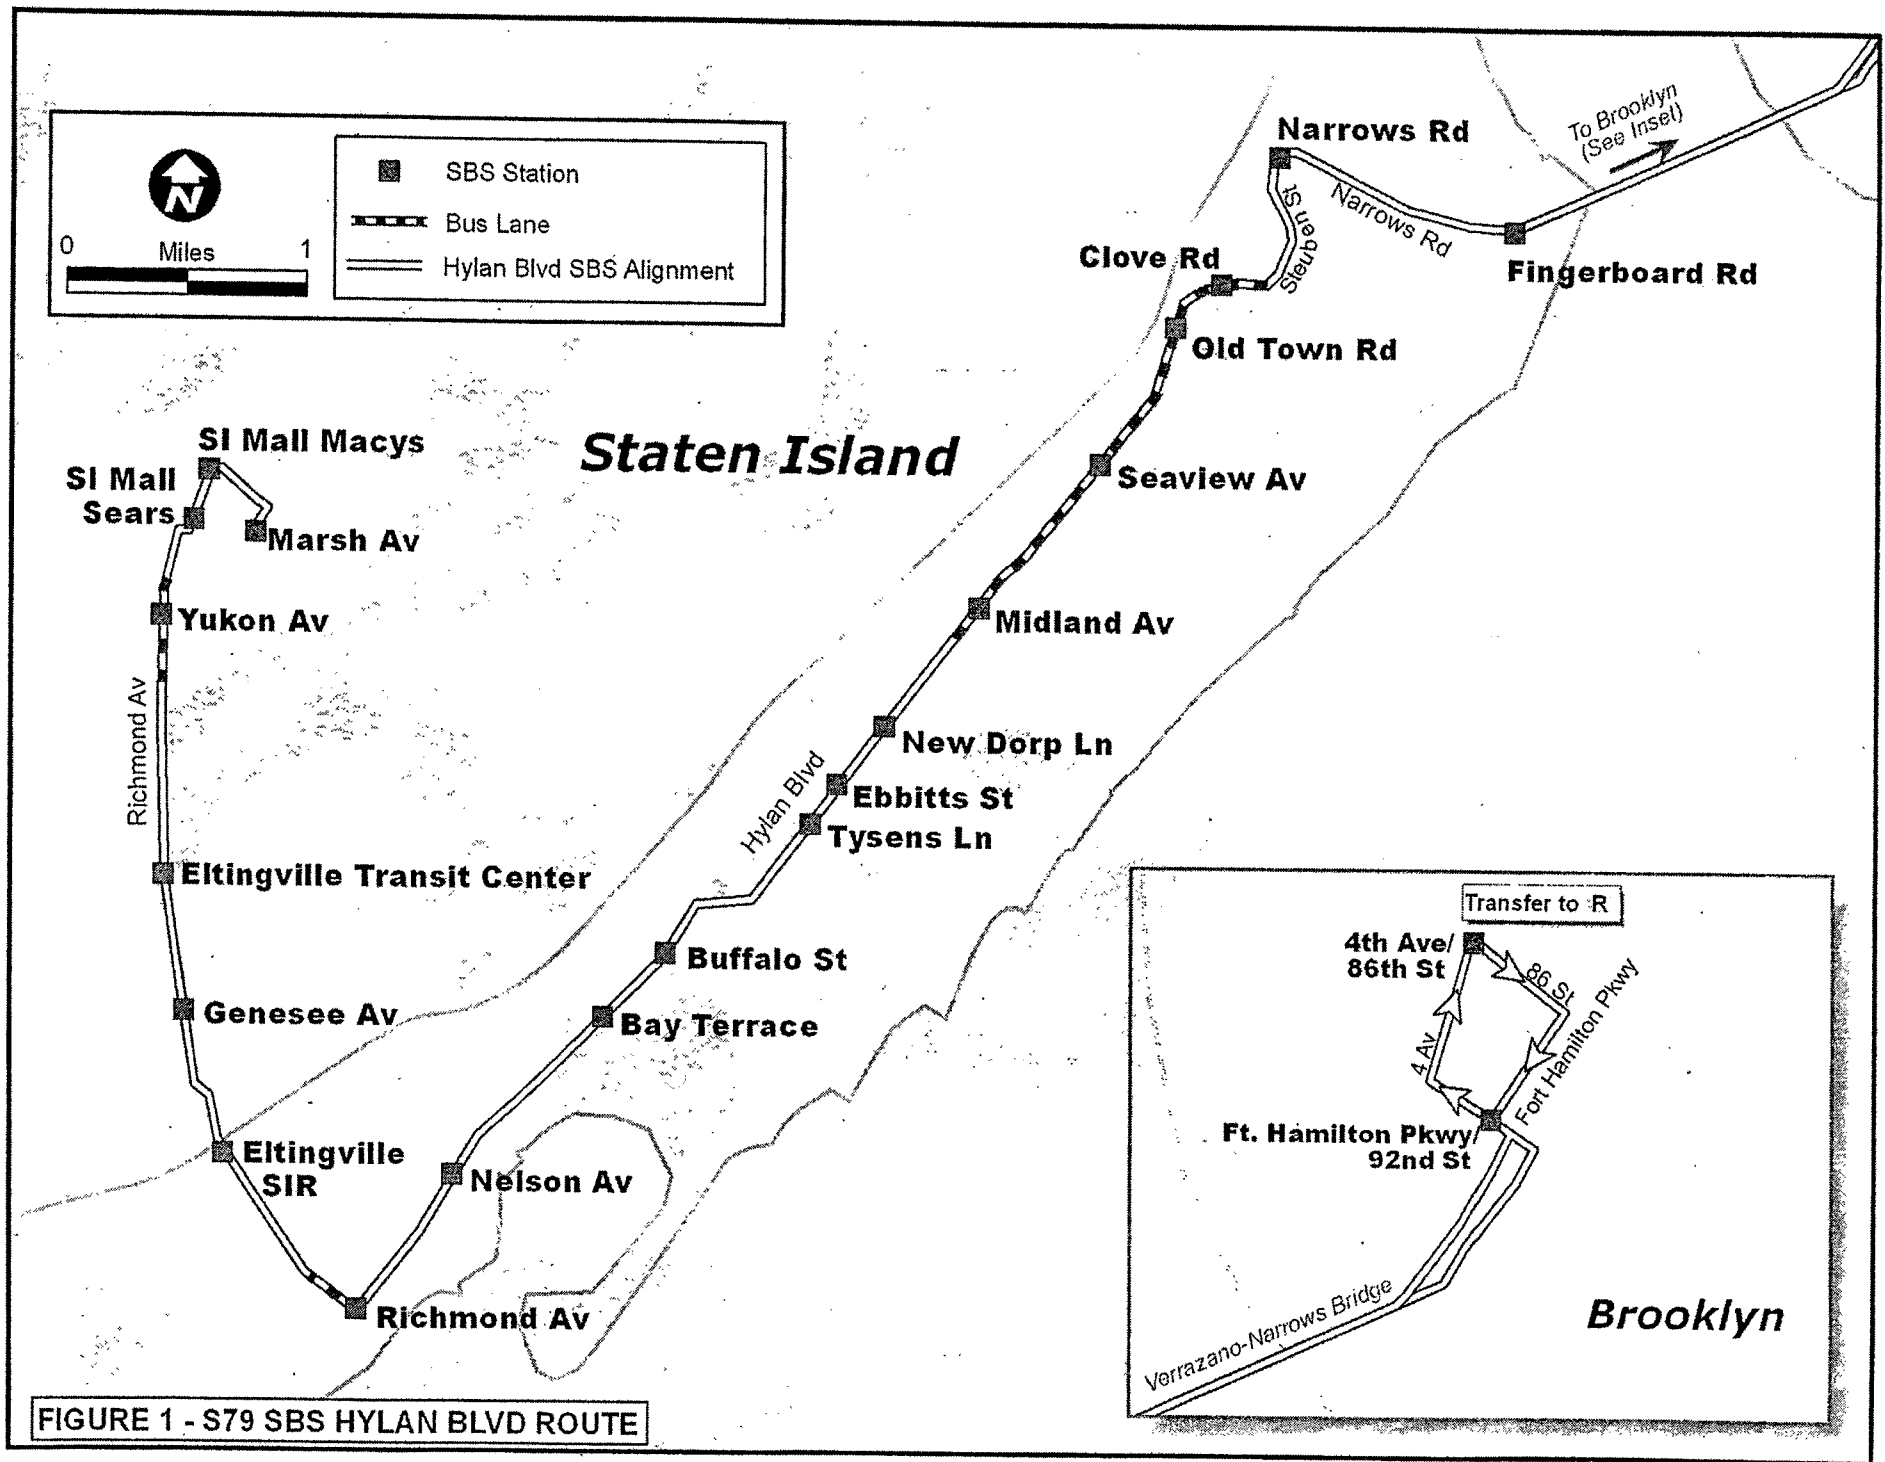 N
0 Miles 1
SBS Station
Bus Lane
Hylan Blvd SBS Alignment
Narrows Rd
To Brooklyn
(See Inset)
Steuben St
Narrows Rd
Clove Rd
Fingerboard Rd
Old Town Rd
SI Mall Macys
Staten Island
SI Mall
Sears
Seaview Av
Marsh Av
Yukon Av
Midland Av
Richmond Av
New Dorp Ln
Hylan Blvd
Ebbitts St
Tysens Ln
Eltingville Transit Center
Buffalo St
Genesee Av
Bay Terrace
Eltingville
SIR
Nelson Av
Richmond Av
Transfer to R
4th Ave/
86th St
86 St
4 Av
Fort Hamilton Pkwy
Ft. Hamilton Pkwy/
92nd St
Verrazano-Narrows Bridge
Brooklyn
FIGURE 1 - S79 SBS HYLAN BLVD ROUTE